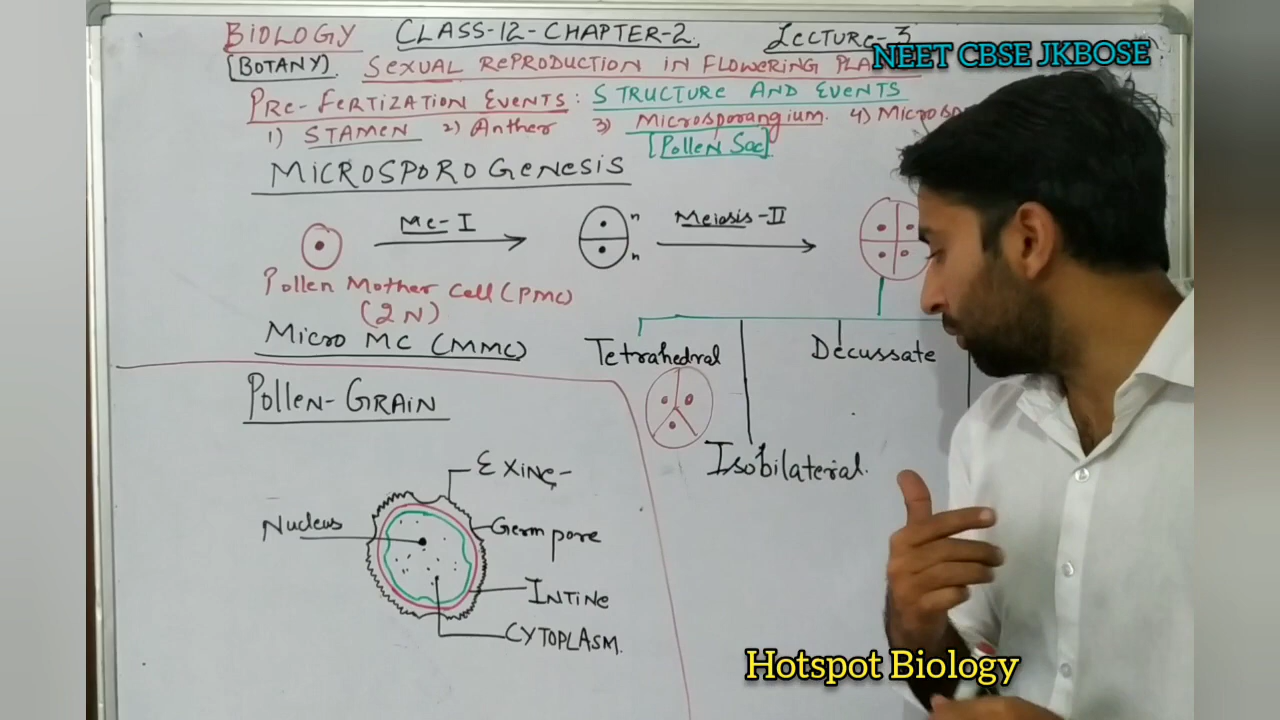 BiOLOGY CLASS-12-CHAPTER-2. LECTURE-3
NEET CBSE JKBOSE
[BOTANY). SEXUAL REPRODUCTION IN FLOWERING
PRE-FERTIZATION EVENTS: STRUCTURE AND EVENTS
1) STAMEN 2) Anther 3) Microsporangium. 4)
[Pollen Sac]
MiCROSPOROGENESIS
Me-I n Meiosis-II
n
Pollen Mother Cell (PMC)
(2N)
Micro MC (MMC)
Tetrahedral Decussate
Isobilaterial.
POLLEN-GRAIN
EXINE-
Nucleus Germ pore
INTINE
CYTOPLASM.
Hotspot Biology